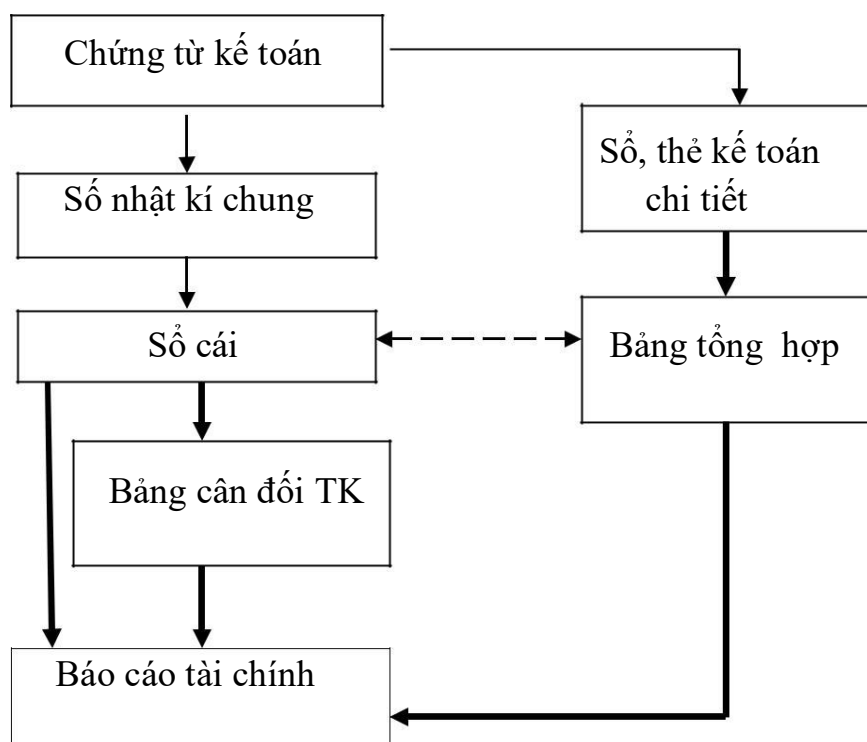 Chứng từ kế toán
Sổ, thẻ kế toán
chi tiết
Số nhật kí chung
Sổ cái
Bảng tổng hợp
Bảng cân đối TK
Báo cáo tài chính